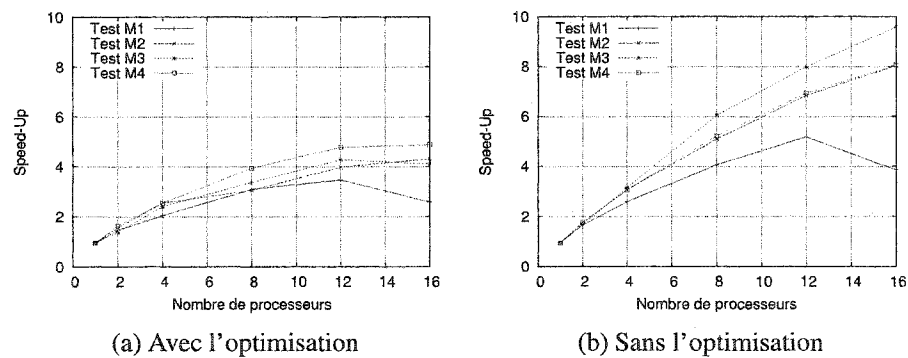 10
8
6
4
2
0
Speed-Up
Test M1
Test M2
Test M3
Test M4
0 2 4 6 8 10 12 14 16
Nombre de processeurs
(a) Avec l'optimisation
10
8
6
4
2
0
Speed-Up
Test M1
Test M2
Test M3
Test M4
0 2 4 6 8 10 12 14 16
Nombre de processeurs
(b) Sans l'optimisation